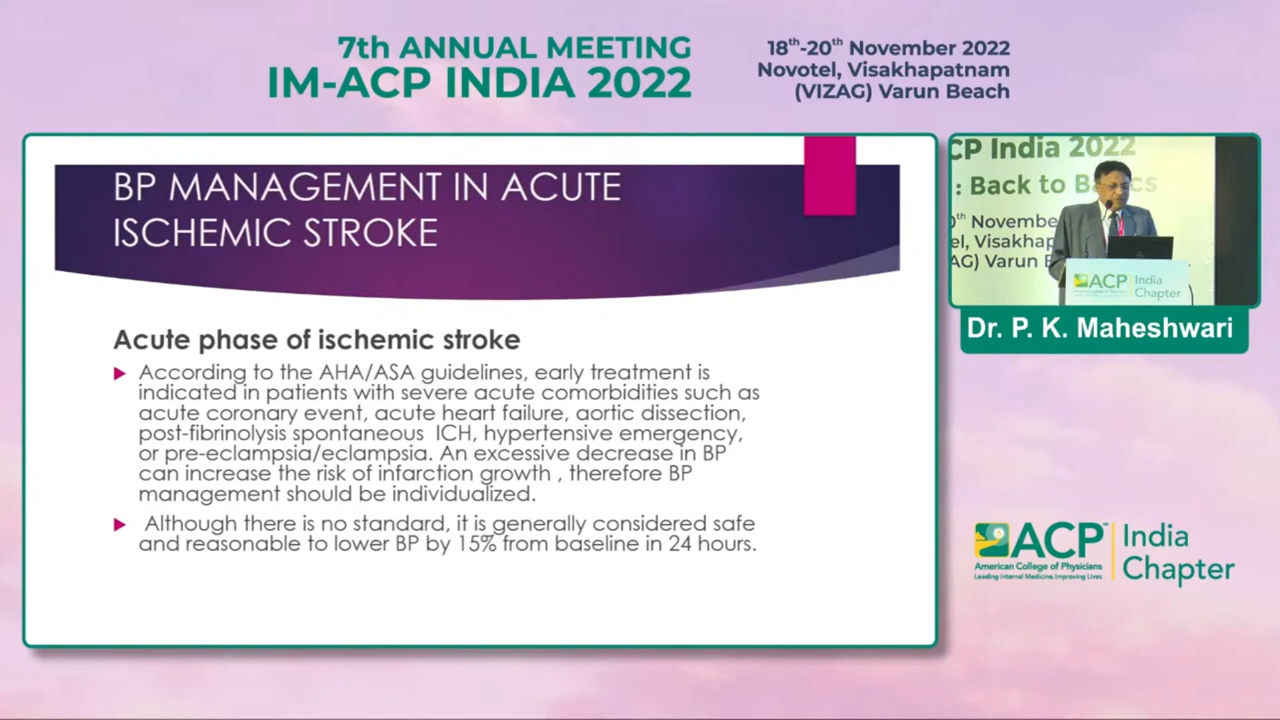 7th ANNUAL MEETING
IM-ACP INDIA 2022
18th-20th November 2022
Novotel, Visakhapatnam
(VIZAG) Varun Beach
BP MANAGEMENT IN ACUTE
ISCHEMIC STROKE
Acute phase of ischemic stroke
According to the AHA/ASA guidelines, early treatment is
indicated in patients with severe acute comorbidities such as
acute coronary event, acute heart failure, aortic dissection,
post-fibrinolysis spontaneous ICH, hypertensive emergency,
or pre-eclampsia/eclampsia. An excessive decrease in BP
can increase the risk of infarction growth , therefore BP
management should be individualized.
Although there is no standard, it is generally considered safe
and reasonable to lower BP by 15% from baseline in 24 hours.
CP India 2022
: Back to B cs
0th Novembe
el, Visakhap
AG) Varun B
ACP India
Chapter
Dr. P. K. Maheshwari
ACP™ India
American College of Physicians
Leading Internal Medicine, Improving Lives
Chapter